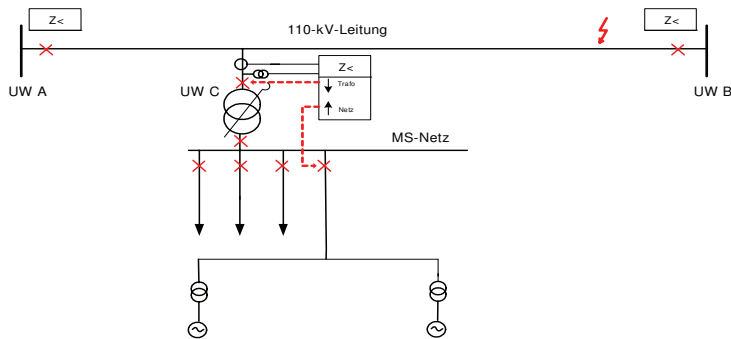 Z<
110-kV-Leitung
Z<
Z<
Trafo
Netz
UW A
UW C
UW B
MS-Netz